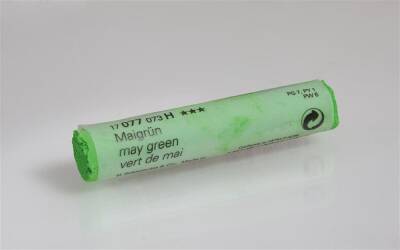 17 077 073 H ★★★
Maigrün
may green
vert de mai
PG 7, PY 1
PW 6